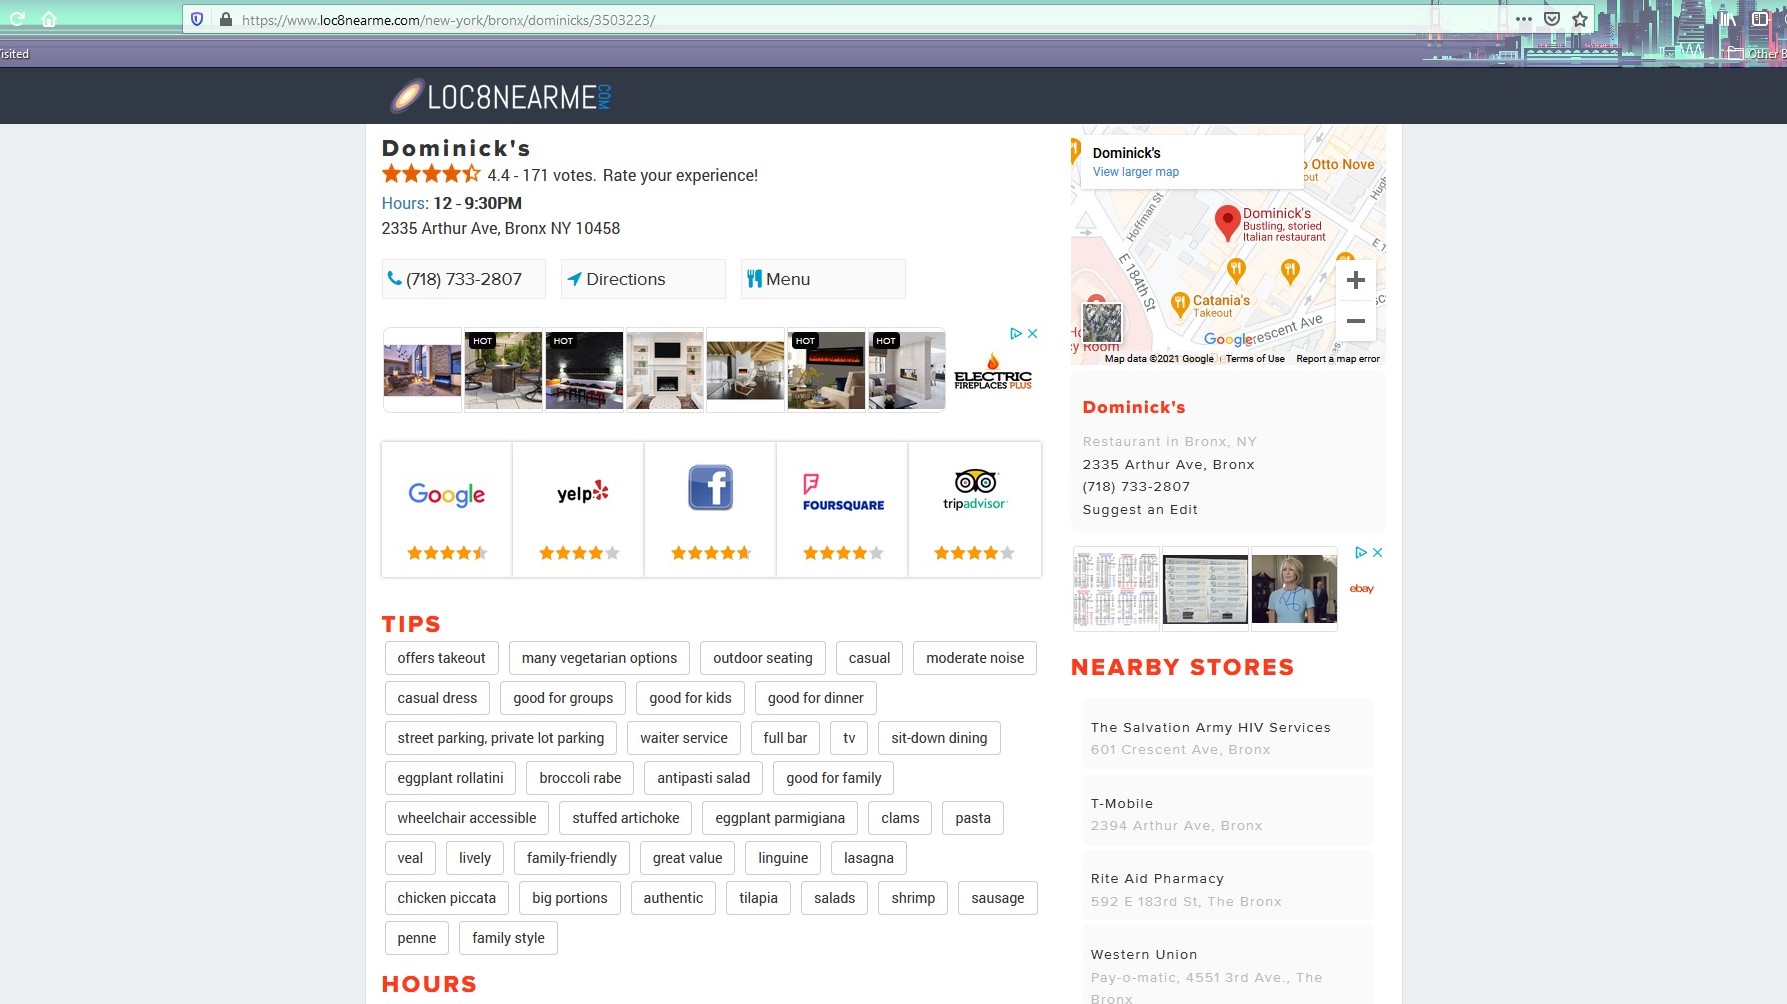 https://www.loc8nearme.com/new-york/bronx/dominicks/3503223/
isited
Other B
LOC8NEARME.COM
Dominick's
4.4 - 171 votes. Rate your experience!
Hours: 12 - 9:30PM
2335 Arthur Ave, Bronx NY 10458
(718) 733-2807
Directions
Menu
HOT
HOT
HOT
HOT
ELECTRIC
FIREPLACES PLUS
Google
yelp
f
FOURSQUARE
tripadvisor
TIPS
offers takeout
many vegetarian options
outdoor seating
casual
moderate noise
casual dress
good for groups
good for kids
good for dinner
street parking, private lot parking
waiter service
full bar
tv
sit-down dining
eggplant rollatini
broccoli rabe
antipasti salad
good for family
wheelchair accessible
stuffed artichoke
eggplant parmigiana
clams
pasta
veal
lively
family-friendly
great value
linguine
lasagna
chicken piccata
big portions
authentic
tilapia
salads
shrimp
sausage
penne
family style
HOURS
Dominick's
View larger map
Otto Nove
out
Hoffman St
Hugh
Dominick's
Bustling, storied
Italian restaurant
E 184th St
E 1
Catania's
Takeout
Crescent Ave
cy Room
Google
Map data ©2021 Google
Terms of Use
Report a map error
Dominick's
Restaurant in Bronx, NY
2335 Arthur Ave, Bronx
(718) 733-2807
Suggest an Edit
ebay
NEARBY STORES
The Salvation Army HIV Services
601 Crescent Ave, Bronx
T-Mobile
2394 Arthur Ave, Bronx
Rite Aid Pharmacy
592 E 183rd St, The Bronx
Western Union
Pay-o-matic, 4551 3rd Ave., The
Bronx